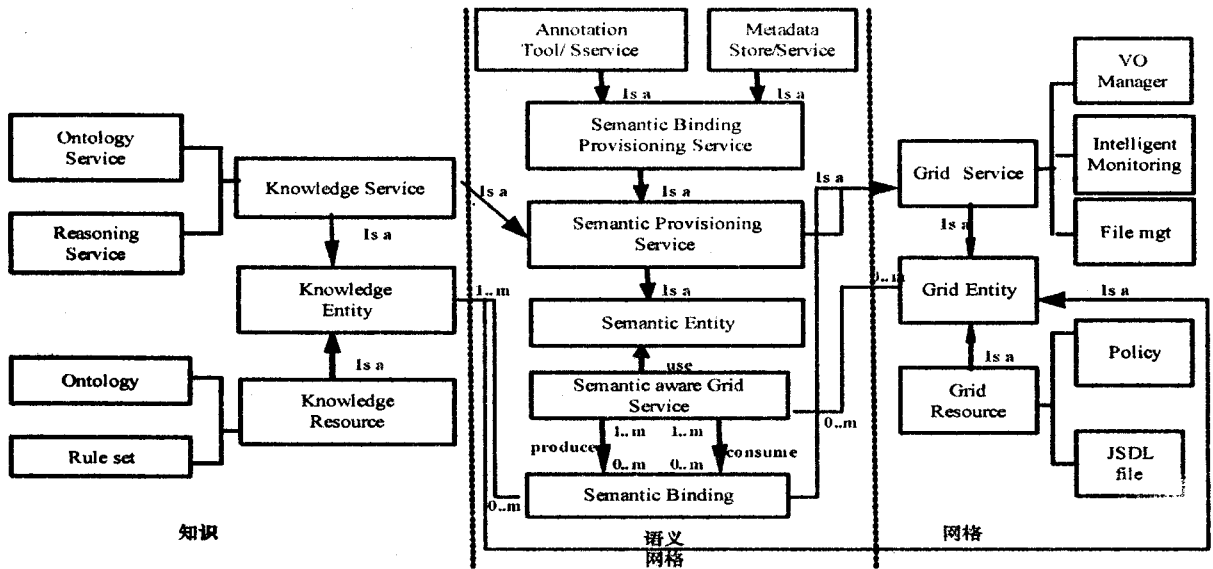 Annotation
Tool/ Sservice
Metadata
Store/Service
Is a
Is a
Semantic Binding
Provisioning Service
Is a
Semantic Provisioning
Service
Is a
Semantic Entity
use
Semantic aware Grid
Service
1..m
1..m
produce
consume
0..m
0..m
Semantic Binding
Ontology
Service
Reasoning
Service
Knowledge Service
Is a
Is a
Knowledge
Entity
1..m
Is a
Ontology
Rule set
Knowledge
Resource
0..m
知识
语义
网格
Is a
Grid Service
VO
Manager
Intelligent
Monitoring
File mgt
Is a
0..m
Grid Entity
Is a
Is a
Grid
Resource
Policy
JSDL
file
0..m
网格